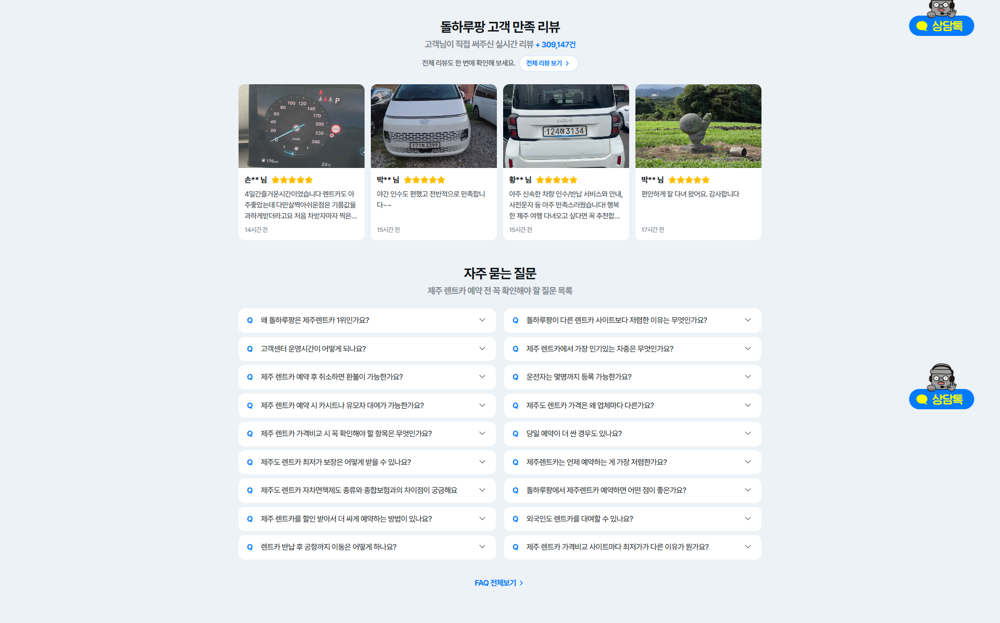 상담톡
돌하루팡 고객 만족 리뷰
고객님이 직접 써주신 실시간 리뷰 + 309,147건
전체 리뷰도 한 번에 확인해 보세요. 전체 리뷰 보기
P
0 20 40 60 80 100 120 140 170 200 230 260
km/h
E F
175km
23°C
171허3399
KIA
124허3134
손** 님
4일간즐거운시간이었습니다 렌트카도 아
주좋았는데 다만살짝아쉬운점은 기름값을
과하게받더라고요 처음 차받자마자 찍은...
14시간 전
박** 님
야간 인수도 편했고 전반적으로 만족합니
다~~
15시간 전
황** 님
아주 신속한 차량 인수/반납 서비스와 안내,
사전문자 등 아주 만족스러웠습니다! 행복
한 제주 여행 다녀오고 싶다면 꼭 추천합...
15시간 전
박** 님
편안하게 잘 다녀 왔어요. 감사합니다
17시간 전
자주 묻는 질문
제주 렌트카 예약 전 꼭 확인해야 할 질문 목록
Q 왜 돌하루팡은 제주렌트카 1위인가요?
Q 돌하루팡이 다른 렌트카 사이트보다 저렴한 이유는 무엇인가요?
Q 고객센터 운영시간이 어떻게 되나요?
Q 제주 렌트카에서 가장 인기있는 차종은 무엇인가요?
Q 제주 렌트카 예약 후 취소하면 환불이 가능한가요?
Q 운전자는 몇명까지 등록 가능한가요?
Q 제주 렌트카 예약 시 카시트나 유모차 대여가 가능한가요?
Q 제주도 렌트카 가격은 왜 업체마다 다른가요?
상담톡
Q 제주 렌트카 가격비교 시 꼭 확인해야 할 항목은 무엇인가요?
Q 당일 예약이 더 싼 경우도 있나요?
Q 제주도 렌트카 최저가 보장은 어떻게 받을 수 있나요?
Q 제주렌트카는 언제 예약하는 게 가장 저렴한가요?
Q 제주도 렌트카 자차면책제도 종류와 종합보험과의 차이점이 궁금해요
Q 돌하루팡에서 제주렌트카 예약하면 어떤 점이 좋은가요?
Q 제주 렌트카를 할인 받아서 더 싸게 예약하는 방법이 있나요?
Q 외국인도 렌트카를 대여할 수 있나요?
Q 렌트카 반납 후 공항까지 이동은 어떻게 하나요?
Q 제주 렌트카 가격비교 사이트마다 최저가가 다른 이유가 뭔가요?
FAQ 전체보기